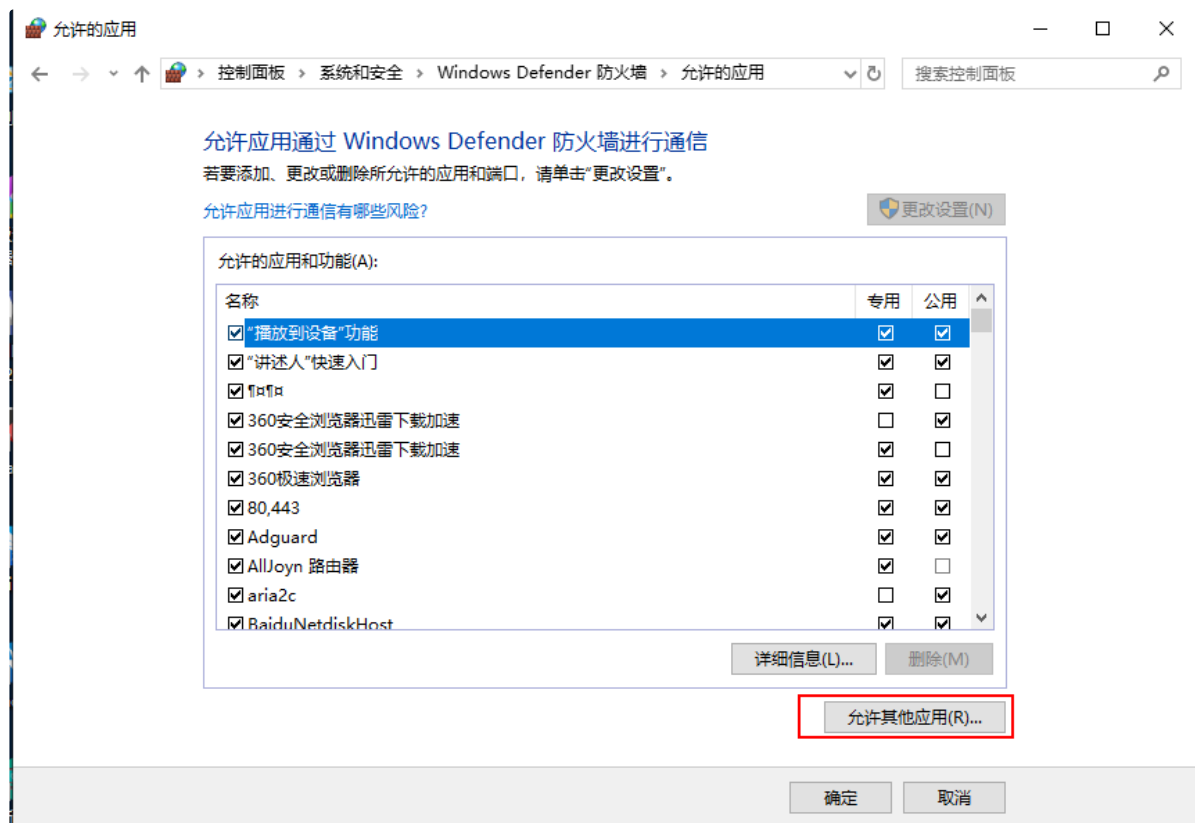 允许的应用
控制面板 › 系统和安全 › Windows Defender 防火墙 › 允许的应用
搜索控制面板
允许应用通过 Windows Defender 防火墙进行通信
若要添加、更改或删除所允许的应用和端口，请单击"更改设置"。
允许应用进行通信有哪些风险?
更改设置(N)
允许的应用和功能(A):
名称 专用 公用
"播放到设备"功能
"讲述人"快速入门
¶¤¶¤
360安全浏览器迅雷下载加速
360安全浏览器迅雷下载加速
360极速浏览器
80,443
Adguard
AllJoyn 路由器
aria2c
BaiduNetdiskHost
详细信息(L)... 删除(M)
允许其他应用(R)...
确定 取消